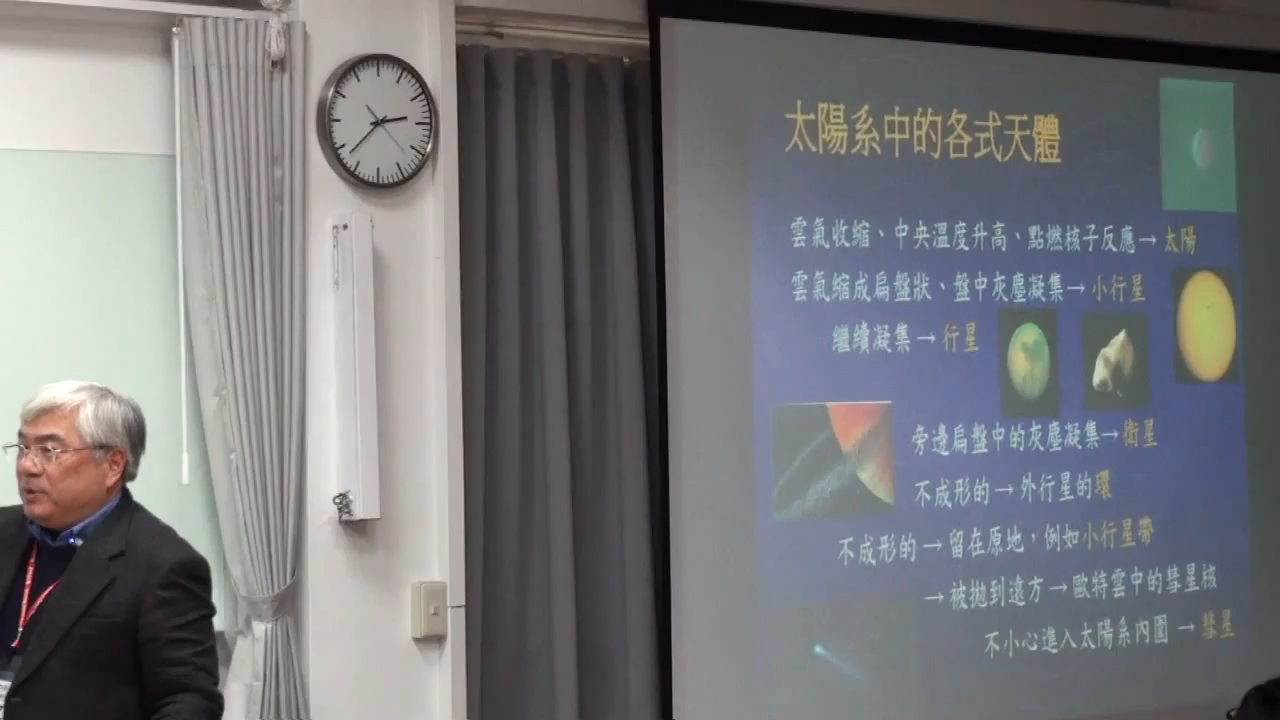 太陽系中的各式天體
雲氣收縮、中央溫度升高、點燃核子反應→太陽
雲氣縮成扁盤狀、盤中灰塵凝集→小行星
繼續凝集→行星
旁邊扁盤中的灰塵凝集→衛星
不成形的→外行星的環
不成形的→留在原地，例如小行星帶
→被拋到遠方→歐特雲中的彗星核
不小心進入太陽系內圍→彗星